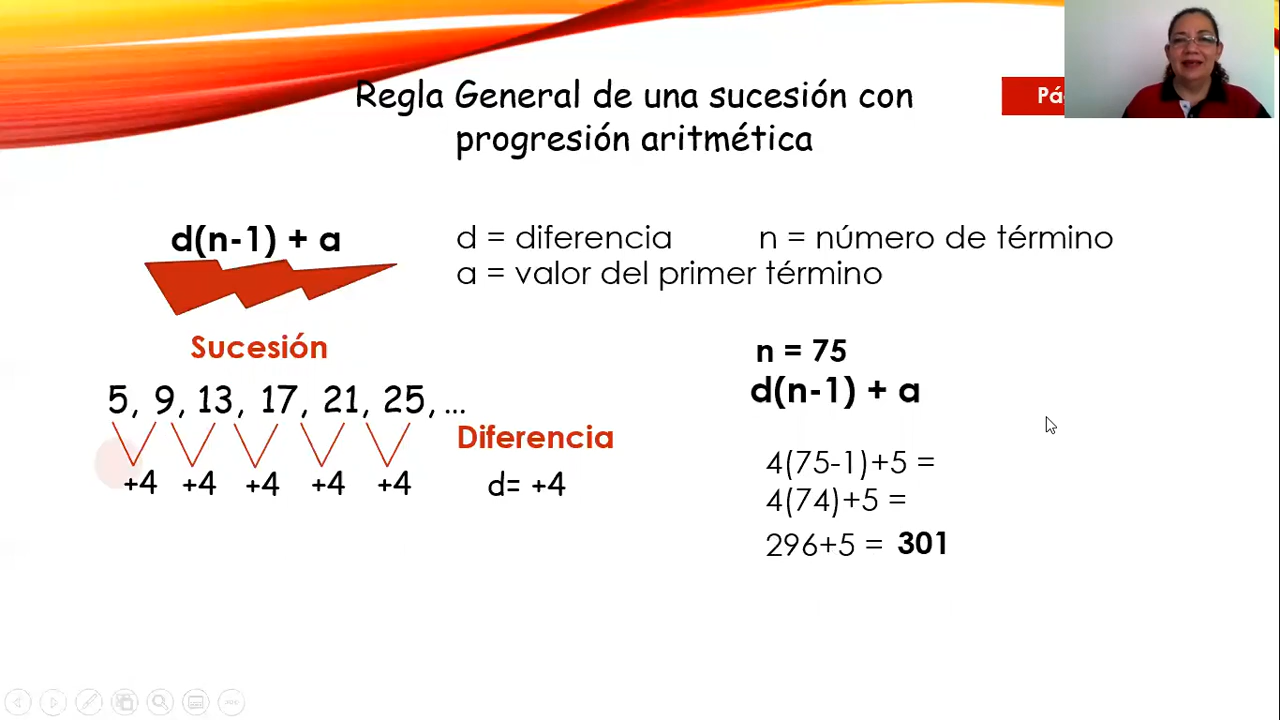 Regla General de una sucesión con
progresión aritmética
d(n-1) + a
d = diferencia n = número de término
a = valor del primer término
Sucesión
5, 9, 13, 17, 21, 25, ...
+4 +4 +4 +4 +4
Diferencia
d= +4
n = 75
d(n-1) + a
4(75-1)+5 =
4(74)+5 =
296+5 = 301